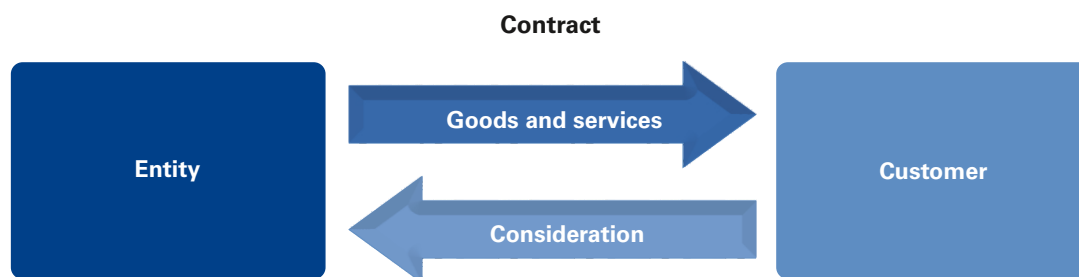 Contract
Entity
Goods and services
Customer
Consideration